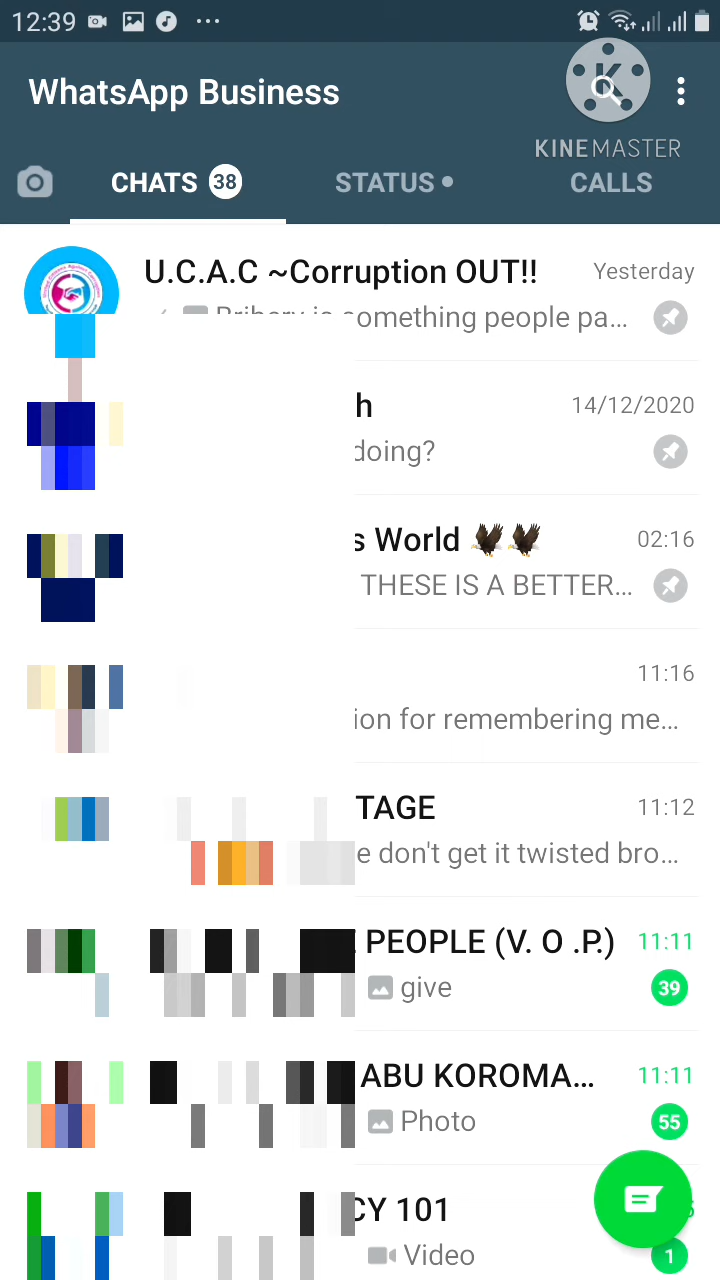 12:39
WhatsApp Business
KINEMASTER
CHATS 38 STATUS CALLS
U.C.A.C ~Corruption OUT!! Yesterday
something people pa...
h 14/12/2020
doing?
s World 🦅🦅 02:16
THESE IS A BETTER...
11:16
ion for remembering me...
TAGE 11:12
e don't get it twisted bro...
PEOPLE (V. O .P.) 11:11
give 39
ABU KOROMA... 11:11
Photo 55
CY 101
Video 1